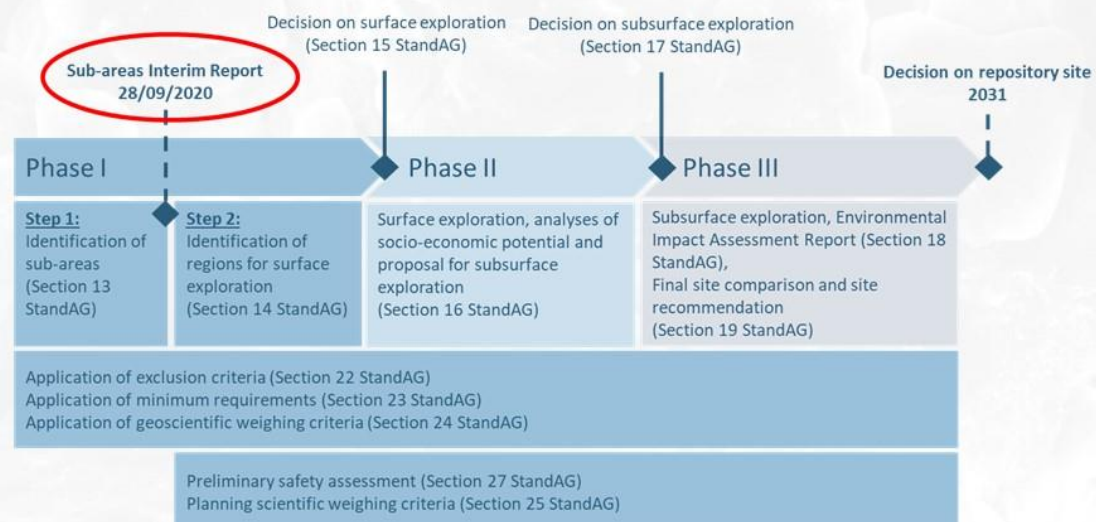 Decision on surface exploration
(Section 15 StandAG)
Decision on subsurface exploration
(Section 17 StandAG)
Sub-areas Interim Report
28/09/2020
Decision on repository site
2031
Phase I
Phase II
Phase III
Step 1:
Identification of
sub-areas
(Section 13
StandAG)
Step 2:
Identification of
regions for surface
exploration
(Section 14 StandAG)
Surface exploration, analyses of
socio-economic potential and
proposal for subsurface
exploration
(Section 16 StandAG)
Subsurface exploration, Environmental
Impact Assessment Report (Section 18
StandAG),
Final site comparison and site
recommendation
(Section 19 StandAG)
Application of exclusion criteria (Section 22 StandAG)
Application of minimum requirements (Section 23 StandAG)
Application of geoscientific weighing criteria (Section 24 StandAG)
Preliminary safety assessment (Section 27 StandAG)
Planning scientific weighing criteria (Section 25 StandAG)